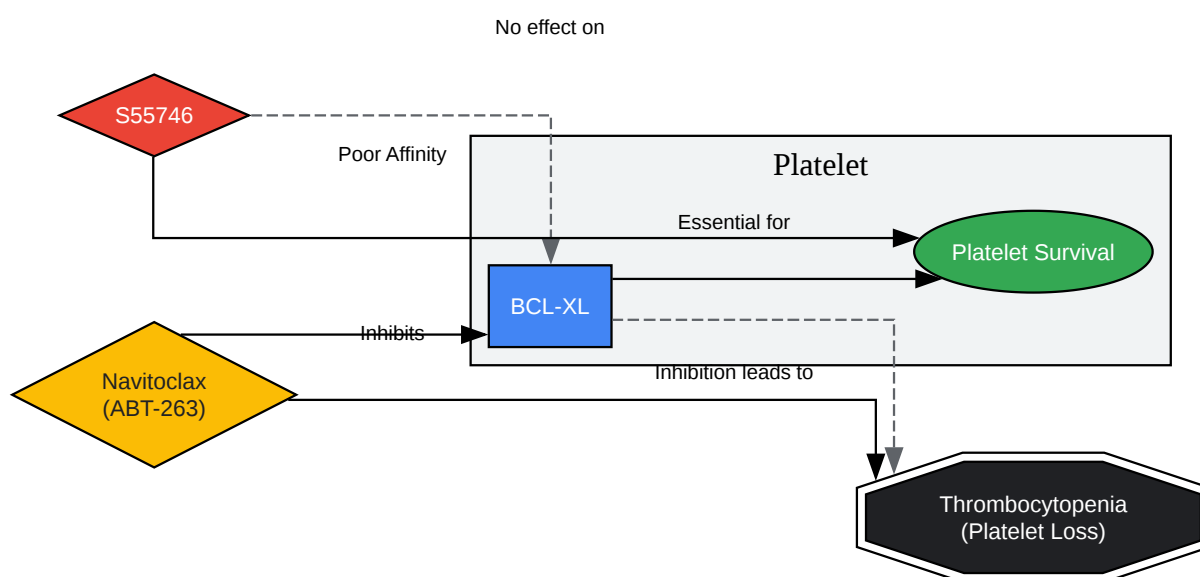 No effect on
S55746
Poor Affinity
Platelet
Essential for
Platelet Survival
BCL-XL
Inhibits
Inhibition leads to
Navitoclax
(ABT-263)
Thrombocytopenia
(Platelet Loss)